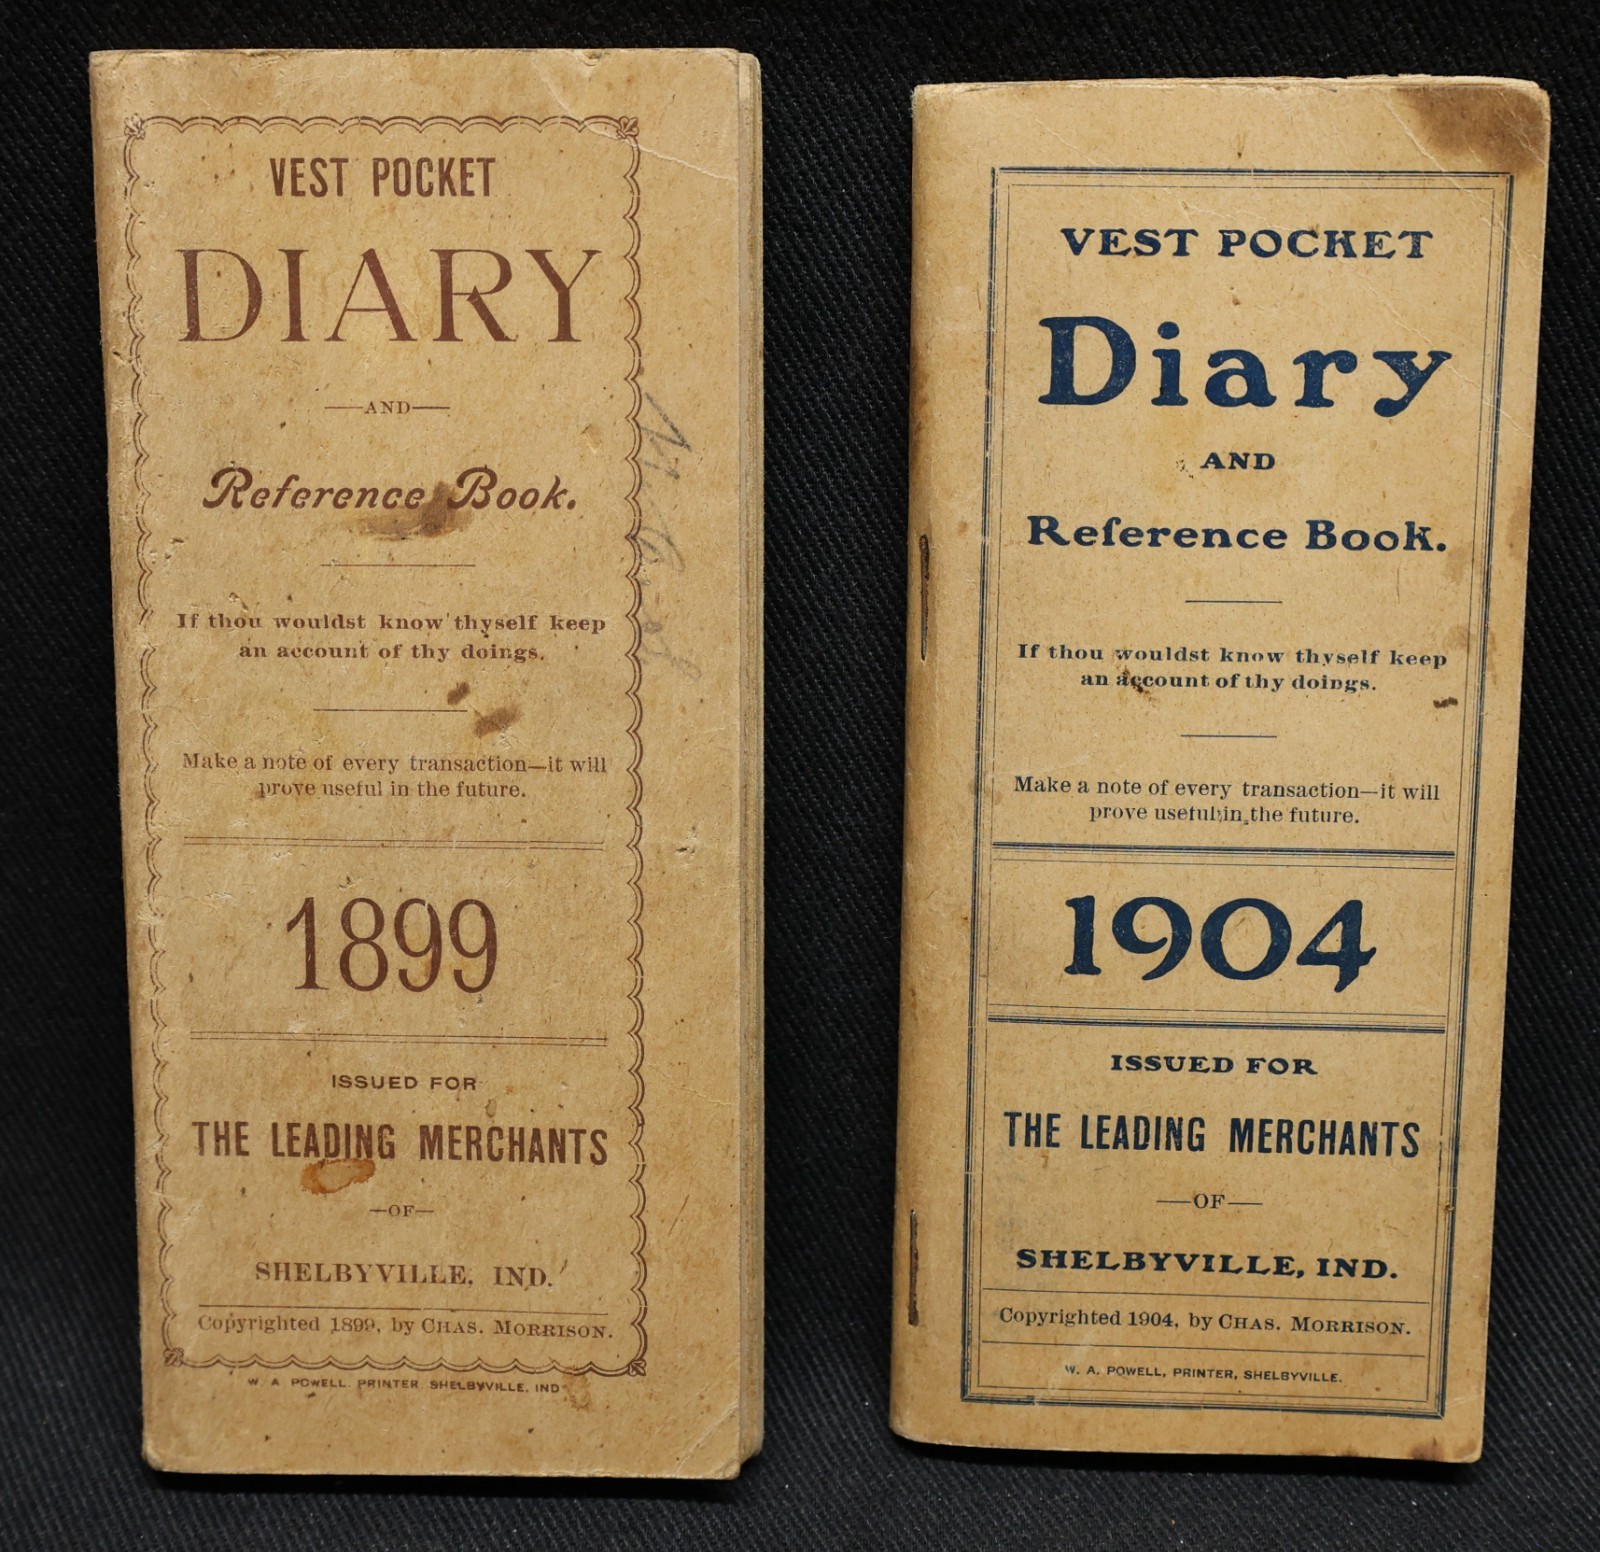 VEST POCKET
DIARY
—AND—
Reference Book.
If thou wouldst know thyself keep
an account of thy doings.
Make a note of every transaction—it will
prove useful in the future.
1899
ISSUED FOR
THE LEADING MERCHANTS
—OF—
SHELBYVILLE, IND.
Copyrighted 1899, by CHAS. MORRISON.
W. A. POWELL. PRINTER, SHELBYVILLE, IND
VEST POCKET
Diary
AND
Reference Book.
If thou wouldst know thyself keep
an account of thy doings.
Make a note of every transaction—it will
prove useful in the future.
1904
ISSUED FOR
THE LEADING MERCHANTS
—OF—
SHELBYVILLE, IND.
Copyrighted 1904, by CHAS. MORRISON.
W. A. POWELL, PRINTER, SHELBYVILLE.